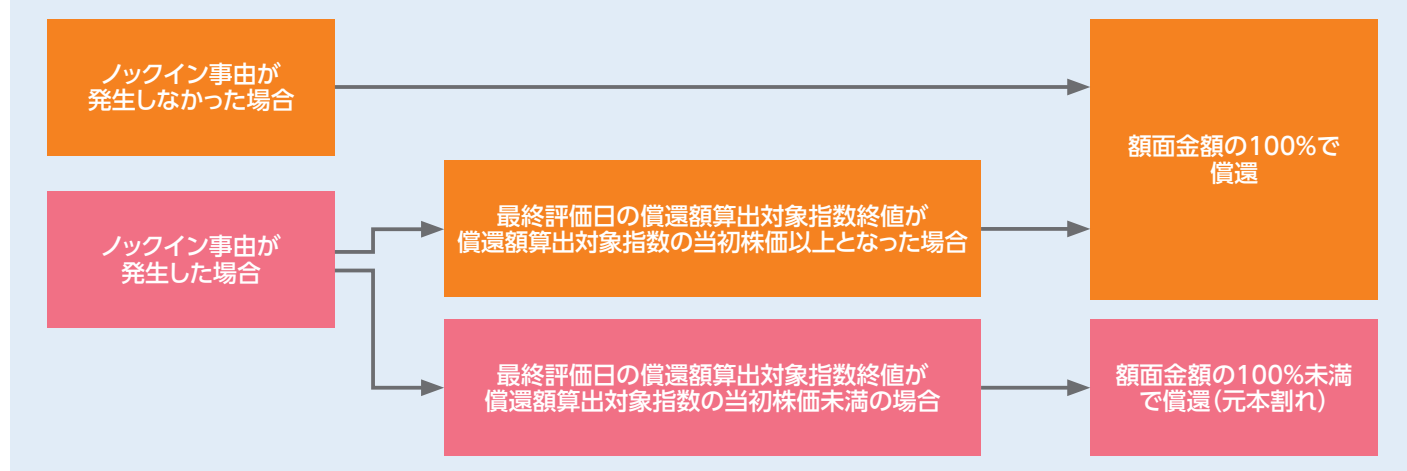 ノックイン事由が
発生しなかった場合
額面金額の100%で
償還
最終評価日の償還額算出対象指数終値が
償還額算出対象指数の当初株価以上となった場合
ノックイン事由が
発生した場合
最終評価日の償還額算出対象指数終値が
償還額算出対象指数の当初株価未満の場合
額面金額の100%未満
で償還(元本割れ)